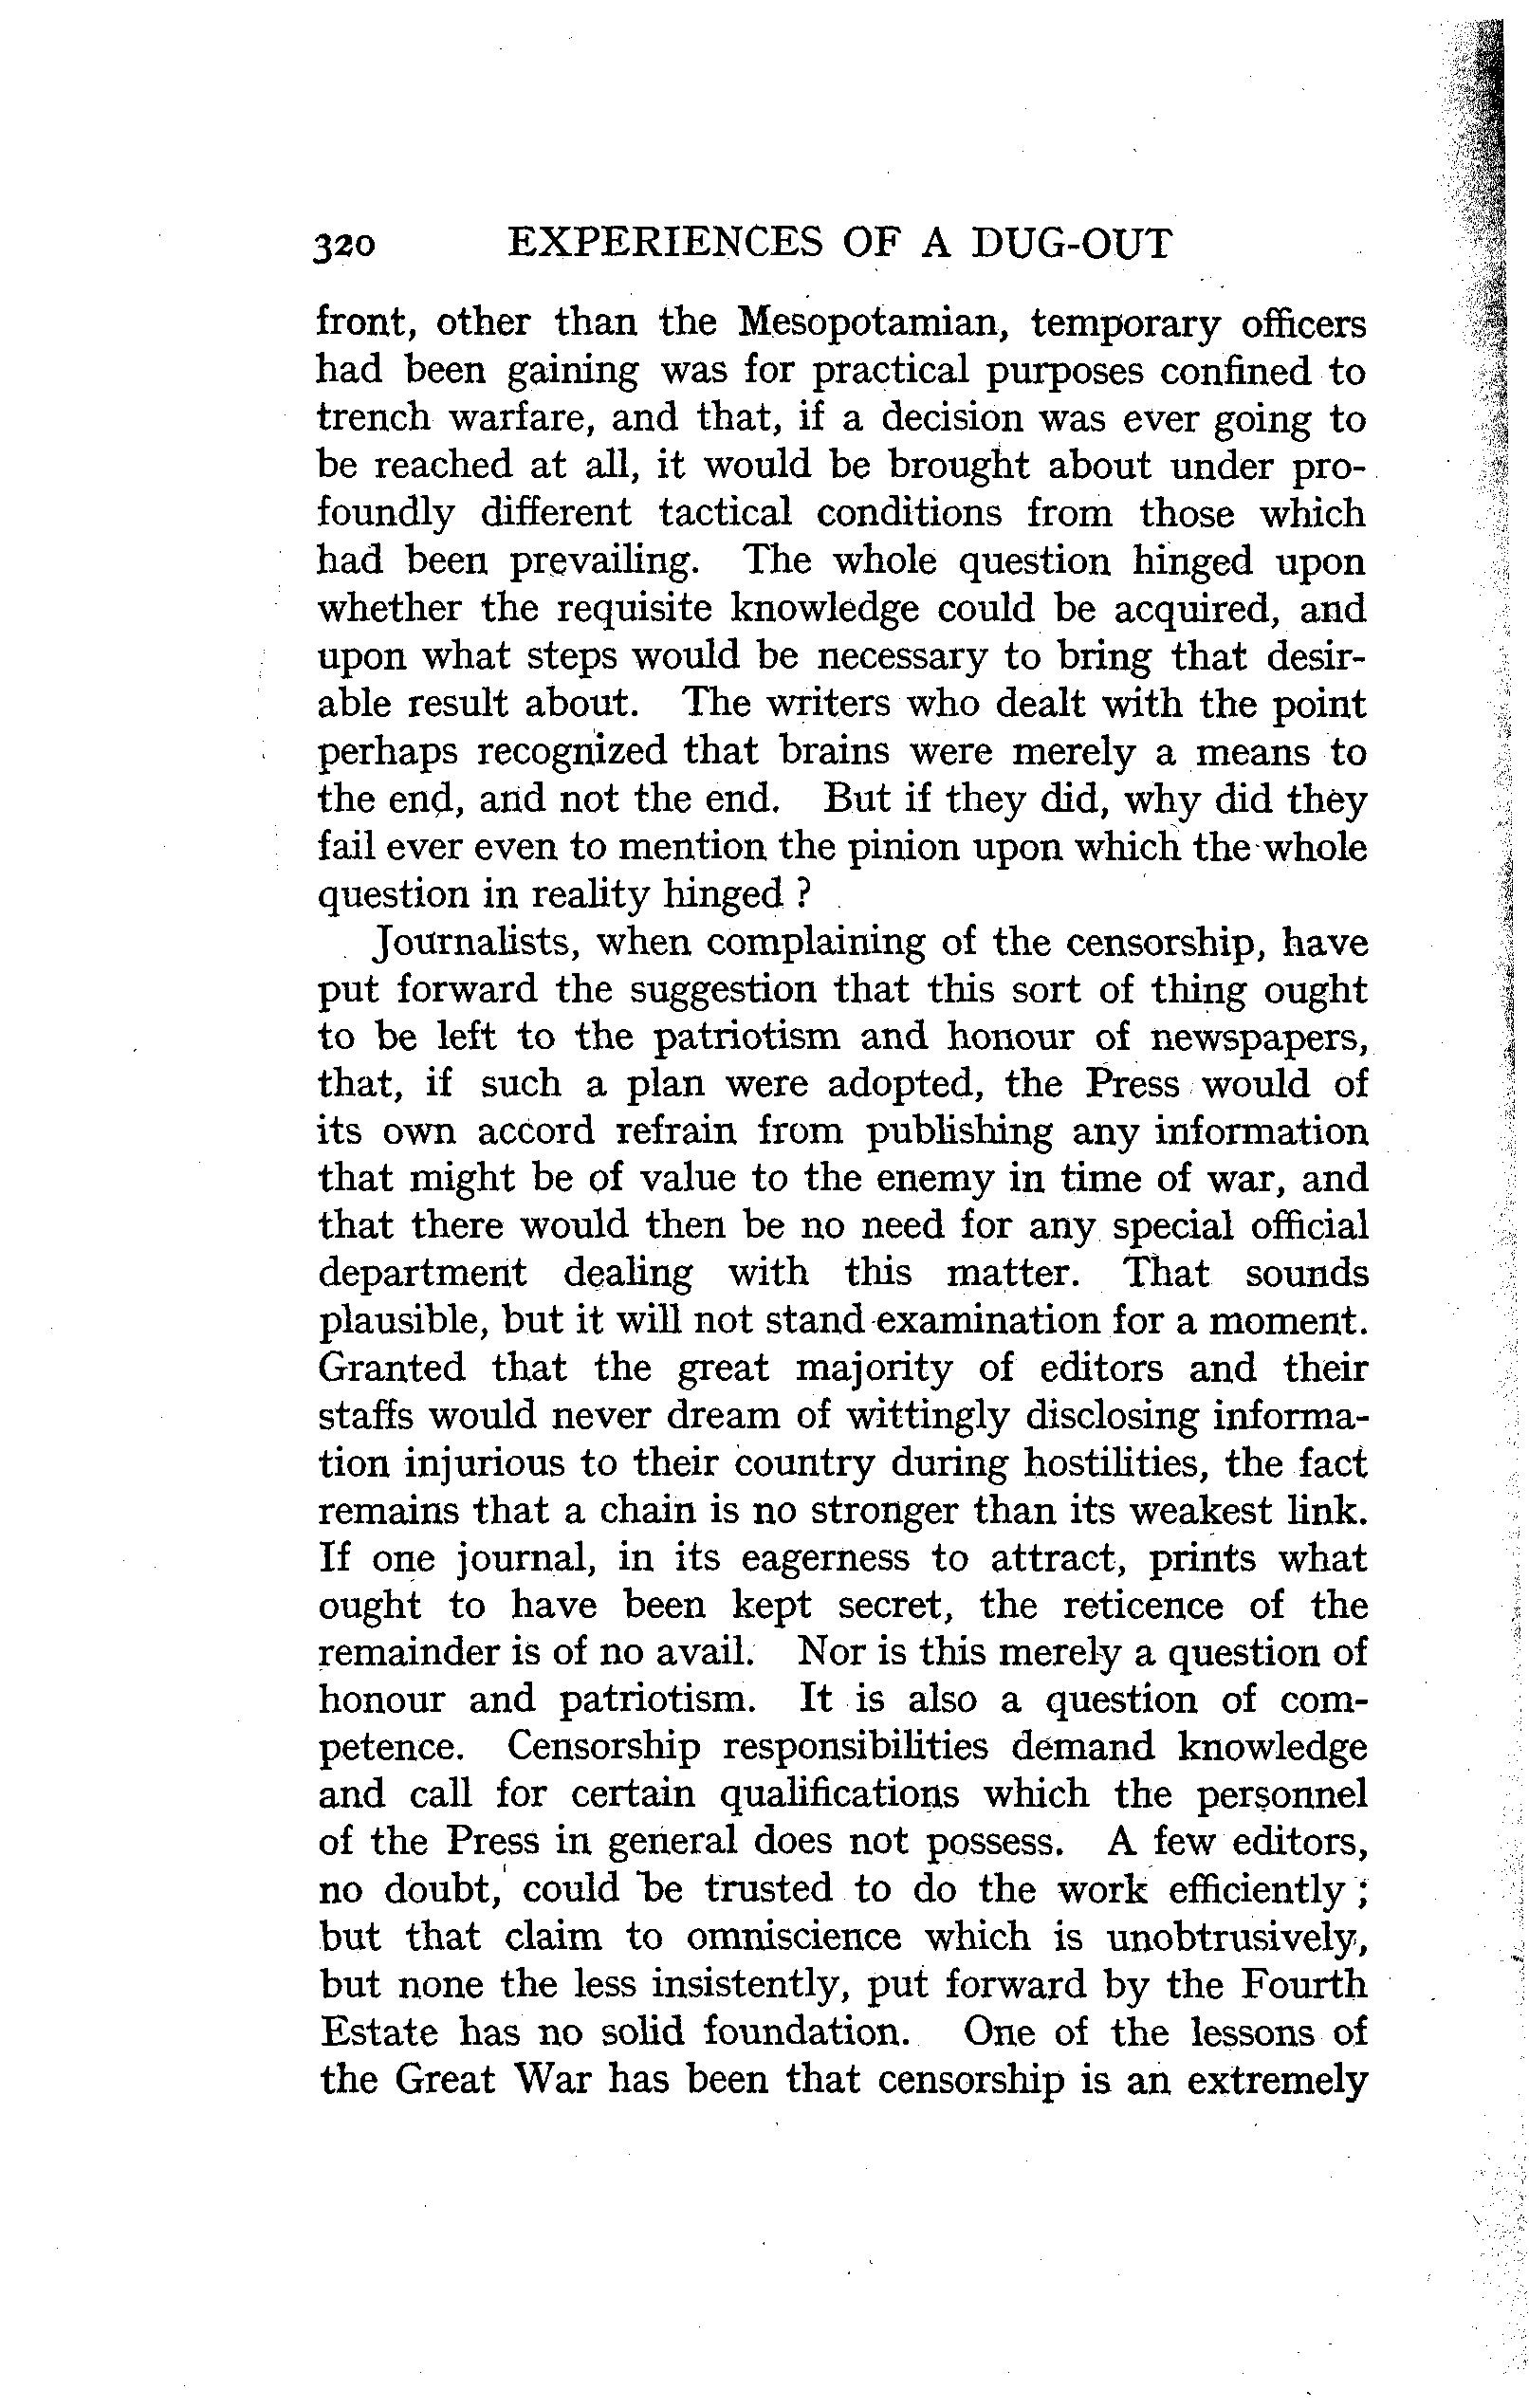 320 EXPERIENCES OF A DUG-OUT
front, other than the Mesopotamian, temporary officers
had been gaining was for practical purposes confined to
trench warfare, and that, if a decision was ever going to
be reached at all, it would be brought about under pro-
foundly different tactical conditions from those which
had been prevailing. The whole question hinged upon
whether the requisite knowledge could be acquired, and
upon what steps would be necessary to bring that desir-
able result about. The writers who dealt with the point
perhaps recognized that brains were merely a means to
the end, and not the end. But if they did, why did they
fail ever even to mention the pinion upon which the whole
question in reality hinged ?
Journalists, when complaining of the censorship, have
put forward the suggestion that this sort of thing ought
to be left to the patriotism and honour of newspapers,
that, if such a plan were adopted, the Press would of
its own accord refrain from publishing any information
that might be of value to the enemy in time of war, and
that there would then be no need for any special official
department dealing with this matter. That sounds
plausible, but it will not stand examination for a moment.
Granted that the great majority of editors and their
staffs would never dream of wittingly disclosing informa-
tion injurious to their country during hostilities, the fact
remains that a chain is no stronger than its weakest link.
If one journal, in its eagerness to attract, prints what
ought to have been kept secret, the reticence of the
remainder is of no avail. Nor is this merely a question of
honour and patriotism. It is also a question of com-
petence. Censorship responsibilities demand knowledge
and call for certain qualifications which the personnel
of the Press in general does not possess. A few editors,
no doubt, could be trusted to do the work efficiently ;
but that claim to omniscience which is unobtrusively,
but none the less insistently, put forward by the Fourth
Estate has no solid foundation. One of the lessons of
the Great War has been that censorship is an extremely